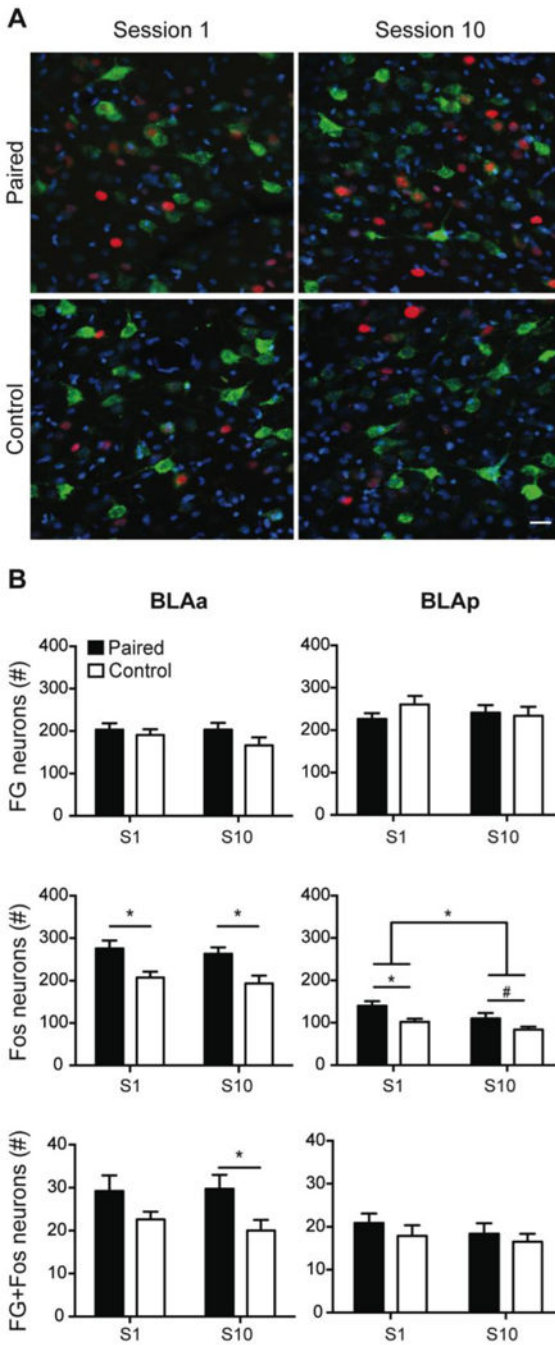 A
Session 1
Session 10
Paired
Control
B
BLAa
BLAp
FG neurons (#)
400
300
200
100
0
Paired
Control
S1
S10
400
300
200
100
0
S1
S10
Fos neurons (#)
400
300
200
100
0
*
*
S1
S10
400
300
200
100
0
*
*
#
S1
S10
FG+Fos neurons (#)
40
30
20
10
0
*
S1
S10
40
30
20
10
0
S1
S10